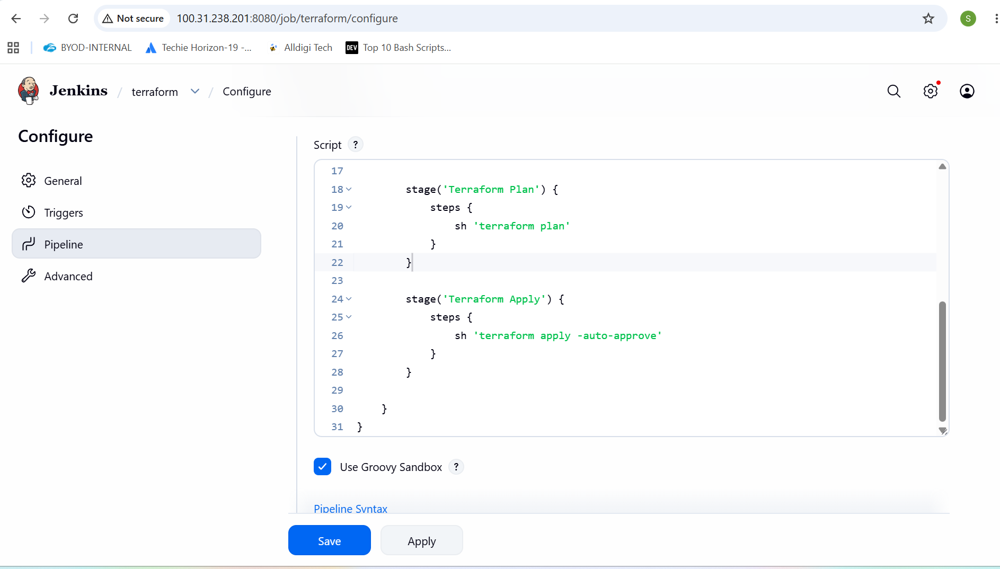 Not secure 100.31.238.201:8080/job/terraform/configure S
BYOD-INTERNAL Techie Horizon-19 -... Alldigi Tech DEV Top 10 Bash Scripts...
Jenkins / terraform / Configure
Configure
General
Triggers
Pipeline
Advanced
Script ?
17
18 stage('Terraform Plan') {
19 steps {
20 sh 'terraform plan'
21 }
22 }
23
24 stage('Terraform Apply') {
25 steps {
26 sh 'terraform apply -auto-approve'
27 }
28 }
29
30 }
31 }
Use Groovy Sandbox ?
Pipeline Syntax
Save Apply